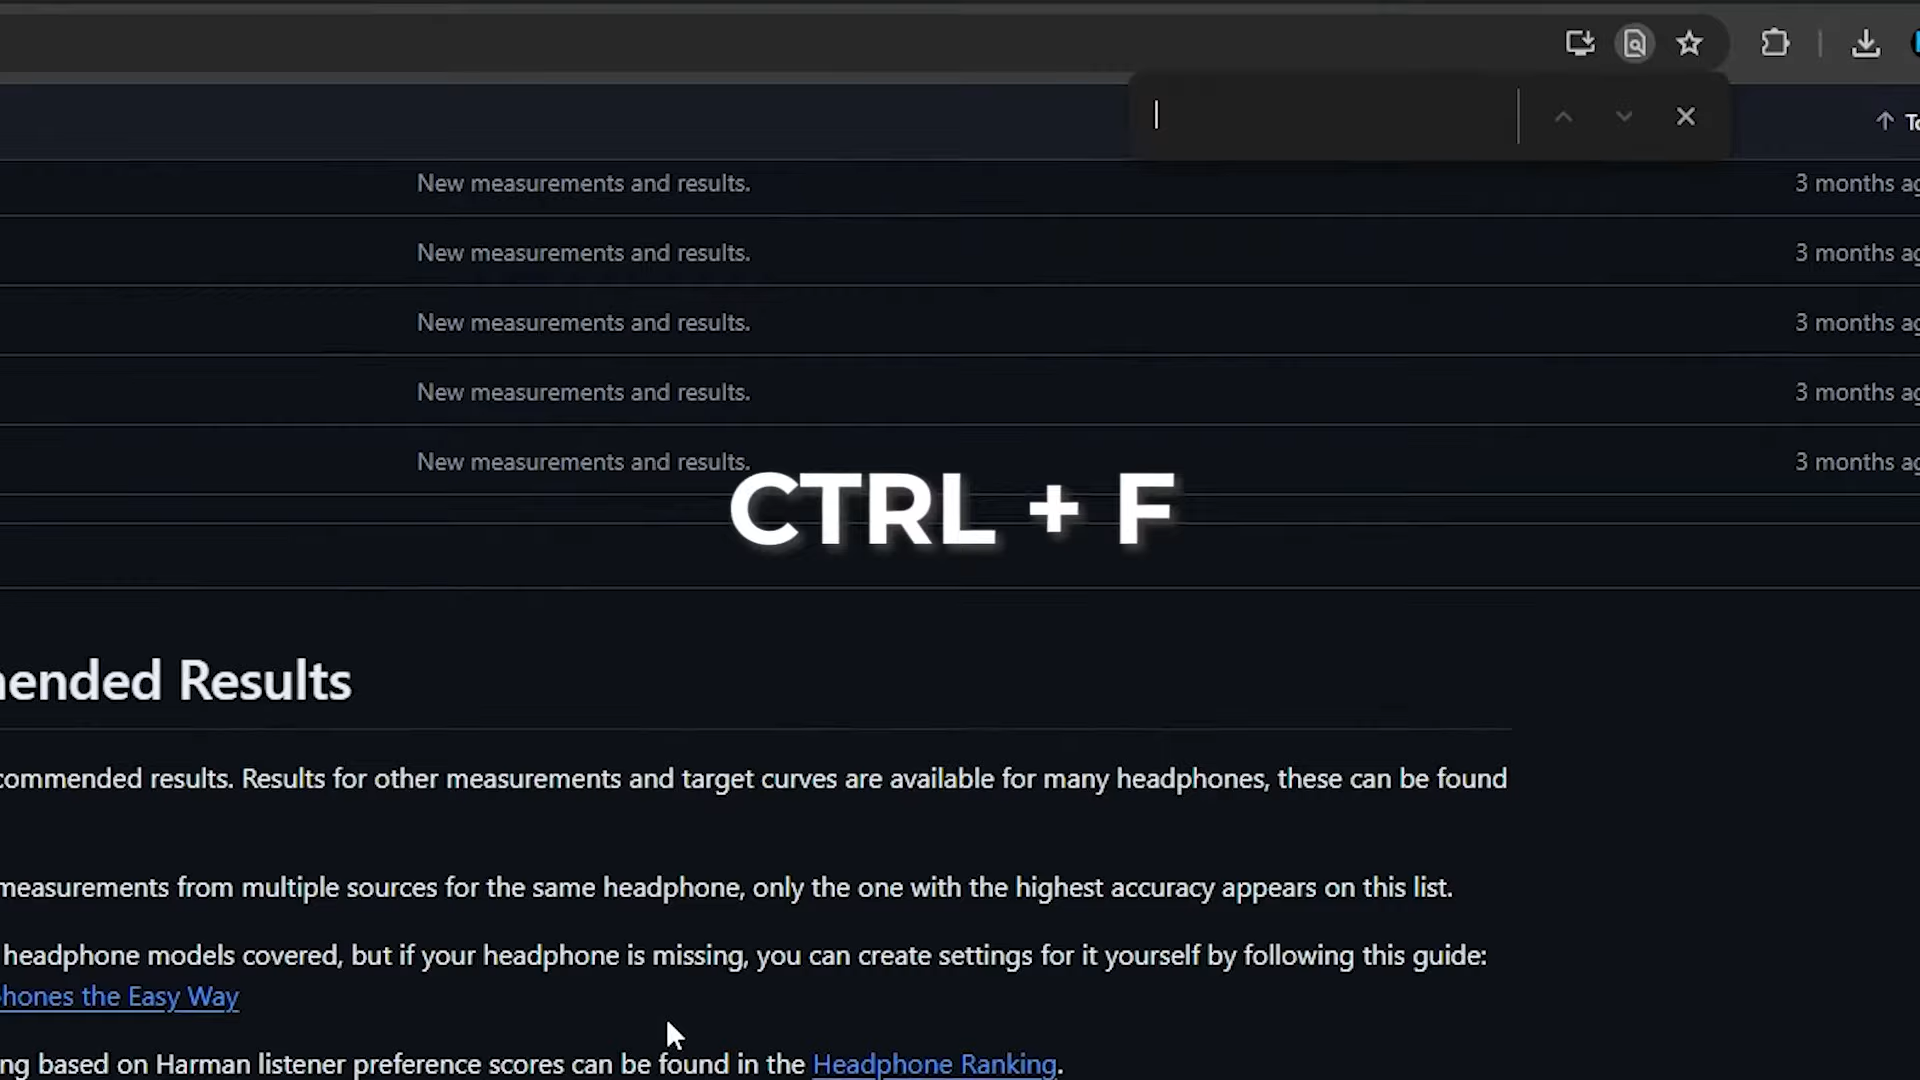 To
New measurements and results. 3 months ag
New measurements and results. 3 months ag
New measurements and results. 3 months ag
New measurements and results. 3 months ag
New measurements and results. 3 months ag
CTRL + F
ended Results
commended results. Results for other measurements and target curves are available for many headphones, these can be found
measurements from multiple sources for the same headphone, only the one with the highest accuracy appears on this list.
headphone models covered, but if your headphone is missing, you can create settings for it yourself by following this guide:
hones the Easy Way
ng based on Harman listener preference scores can be found in the Headphone Ranking.